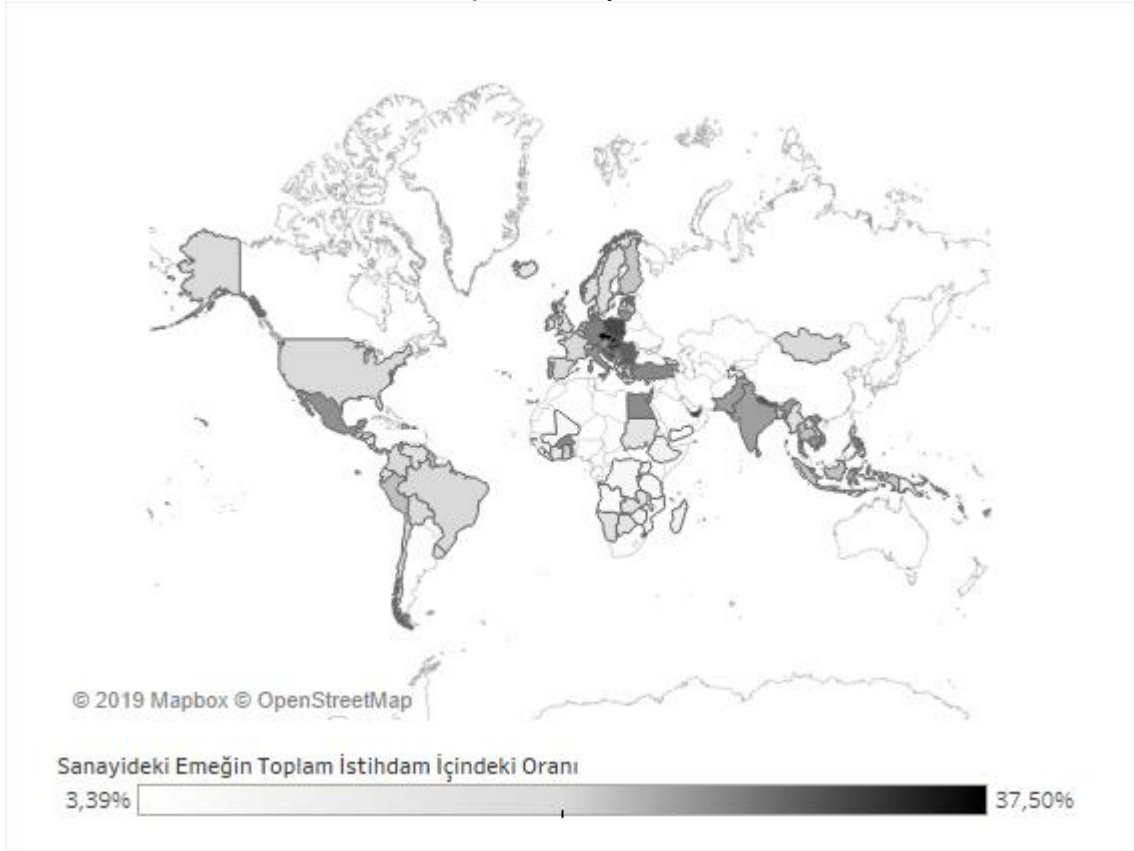 © 2019 Mapbox © OpenStreetMap
Sanayideki Emeğin Toplam İstihdam İçindeki Oranı
3,39%
37,50%